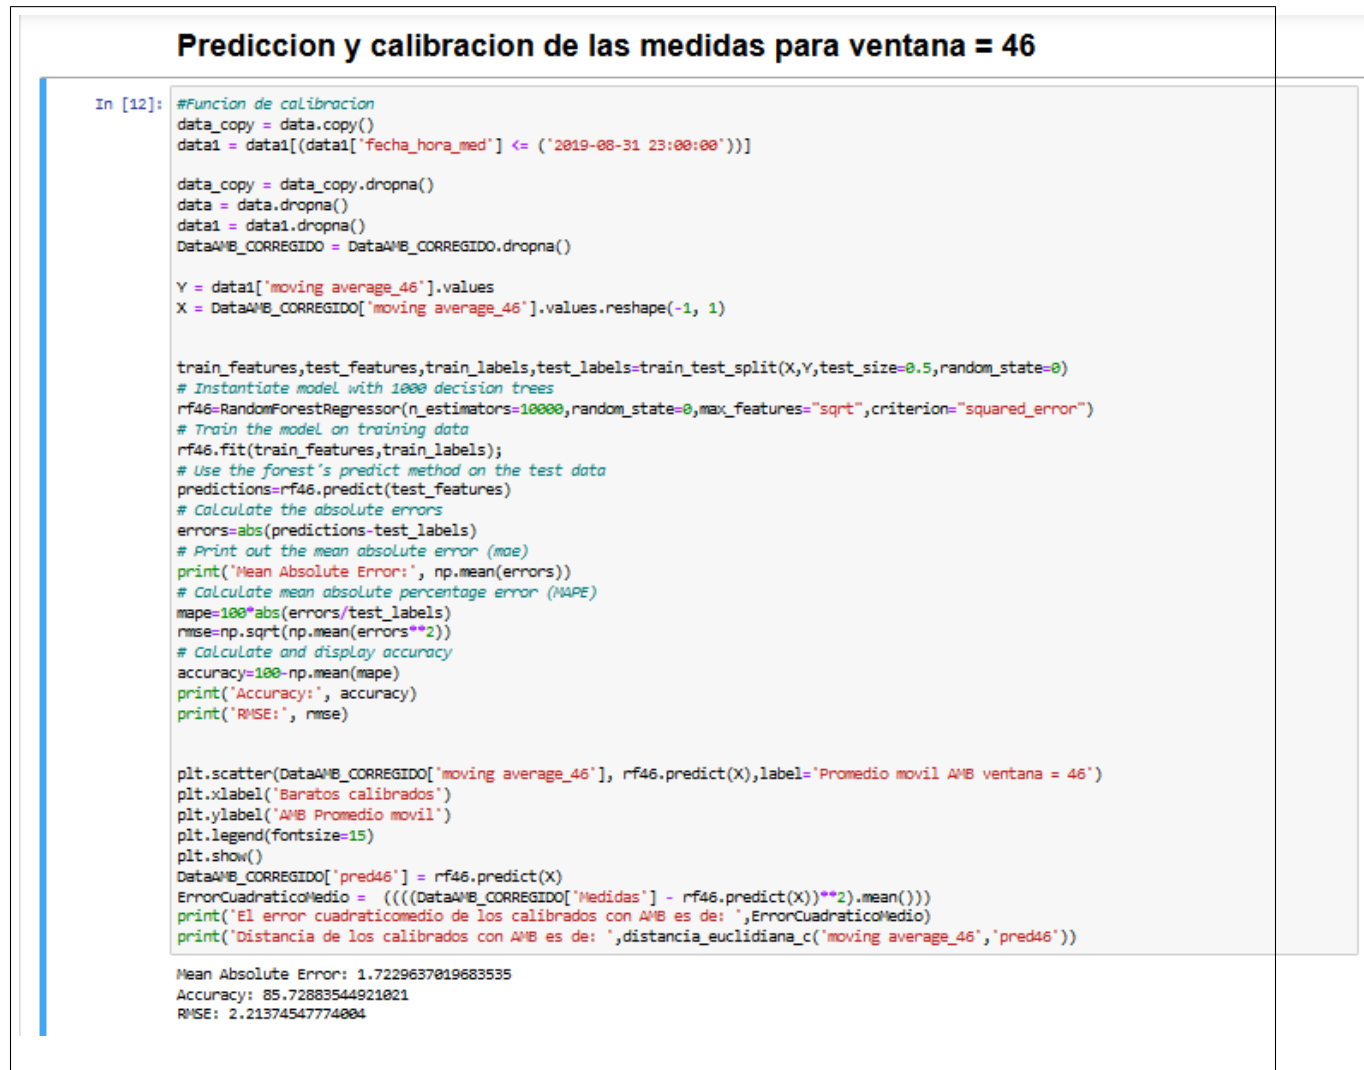 Prediccion y calibracion de las medidas para ventana = 46
In [12]: #Funcion de calibracion
data_copy = data.copy()
data1 = data1[(data1['fecha_hora_med'] <= ('2019-08-31 23:00:00'))]
data_copy = data_copy.dropna()
data = data.dropna()
data1 = data1.dropna()
DataAMB_CORREGIDO = DataAMB_CORREGIDO.dropna()
Y = data1['moving average_46'].values
X = DataAMB_CORREGIDO['moving average_46'].values.reshape(-1, 1)
train_features,test_features,train_labels,test_labels=train_test_split(X,Y,test_size=0.5,random_state=0)
# Instantiate model with 1000 decision trees
rf46=RandomForestRegressor(n_estimators=10000,random_state=0,max_features="sqrt",criterion="squared_error")
# Train the model on training data
rf46.fit(train_features,train_labels);
# Use the forest's predict method on the test data
predictions=rf46.predict(test_features)
# Calculate the absolute errors
errors=abs(predictions-test_labels)
# Print out the mean absolute error (mae)
print('Mean Absolute Error:', np.mean(errors))
# Calculate mean absolute percentage error (MAPE)
mape=100*abs(errors/test_labels)
rmse=np.sqrt(np.mean(errors**2))
# Calculate and display accuracy
accuracy=100-np.mean(mape)
print('Accuracy:', accuracy)
print('RMSE:', rmse)
plt.scatter(DataAMB_CORREGIDO['moving average_46'], rf46.predict(X),label='Promedio movil AMB ventana = 46')
plt.xlabel('Baratos calibrados')
plt.ylabel('AMB Promedio movil')
plt.legend(fontsize=15)
plt.show()
DataAMB_CORREGIDO['pred46'] = rf46.predict(X)
ErrorCuadraticoMedio =  ((((DataAMB_CORREGIDO['Medidas'] - rf46.predict(X))**2).mean()))
print('El error cuadraticomedio de los calibrados con AMB es de: ',ErrorCuadraticoMedio)
print('Distancia de los calibrados con AMB es de: ',distancia_euclidiana_c('moving average_46','pred46'))
Mean Absolute Error: 1.7229637019683535
Accuracy: 85.72883544921021
RMSE: 2.21374547774004